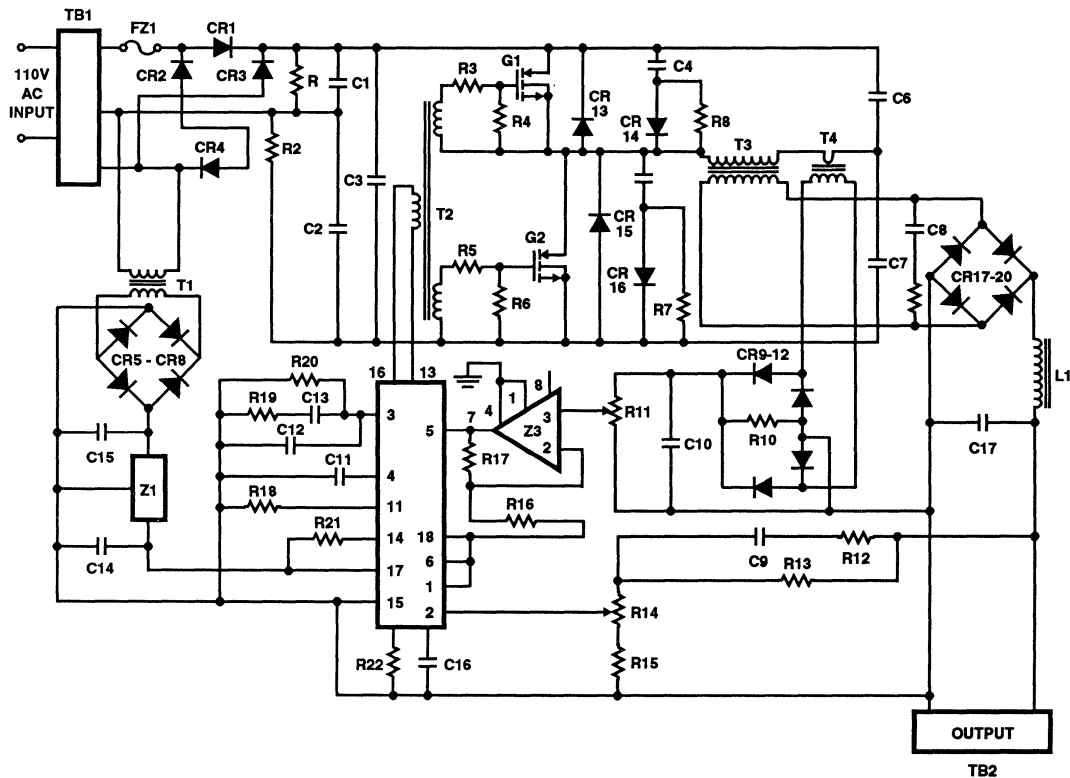 TB1
FZ1
CR1
CR2
CR3
R
C1
G1
R3
R4
CR
13
C4
CR
14
R8
C6
110V
AC
INPUT
CR4
R2
C3
T3
T4
C2
T2
CR
15
C8
R5
G2
CR
16
R7
C7
CR17-20
R6
T1
CR5 - CR8
R20
16
13
CR9-12
L1
R19
C13
3
1
8
C12
5
7
4
3
Z3
2
R11
C10
R10
C17
R17
C15
C11
4
Z1
R18
11
R16
R21
14
18
C14
17
6
C9
R12
R13
1
15
2
R14
R22
C16
R15
OUTPUT
TB2